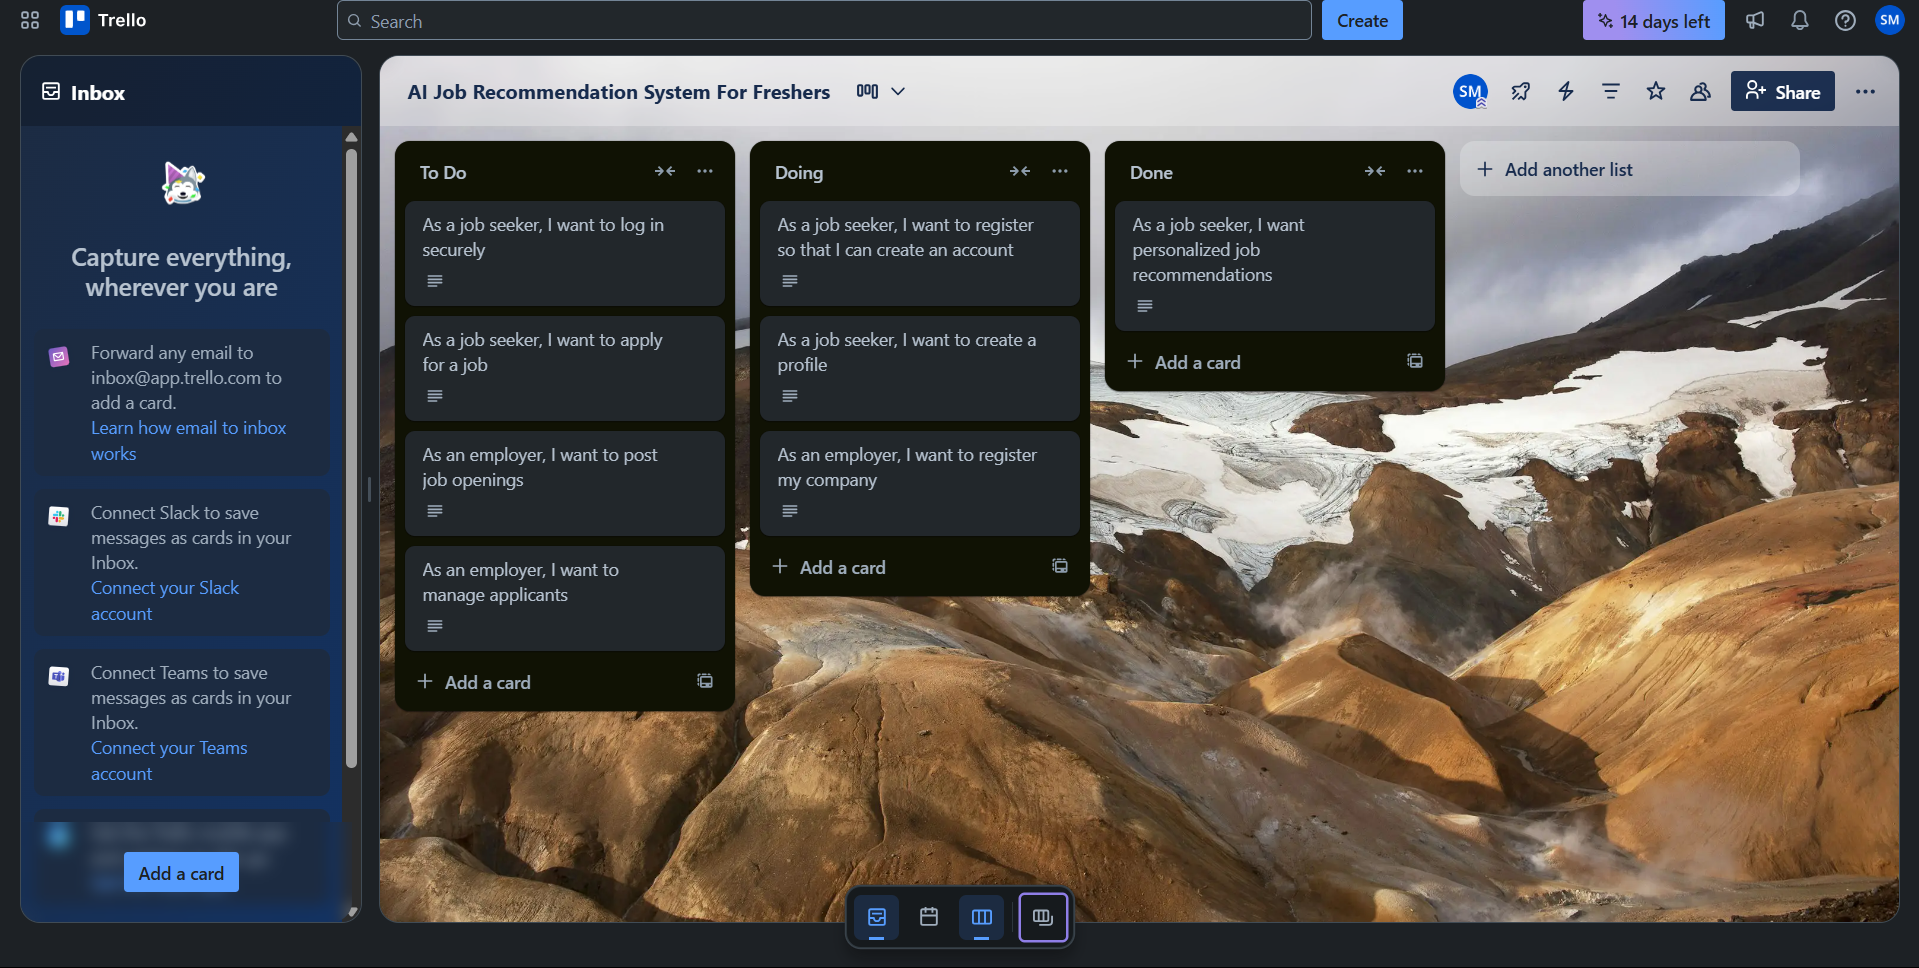 Trello
Search
Create
14 days left
SM
Inbox
Capture everything,
wherever you are
Forward any email to
inbox@app.trello.com to
add a card.
Learn how email to inbox
works
Connect Slack to save
messages as cards in your
Inbox.
Connect your Slack
account
Connect Teams to save
messages as cards in your
Inbox.
Connect your Teams
account
Add a card
AI Job Recommendation System For Freshers
SM
Share
To Do
As a job seeker, I want to log in
securely
As a job seeker, I want to apply
for a job
As an employer, I want to post
job openings
As an employer, I want to
manage applicants
Add a card
Doing
As a job seeker, I want to register
so that I can create an account
As a job seeker, I want to create a
profile
As an employer, I want to register
my company
Add a card
Done
As a job seeker, I want
personalized job
recommendations
Add a card
Add another list